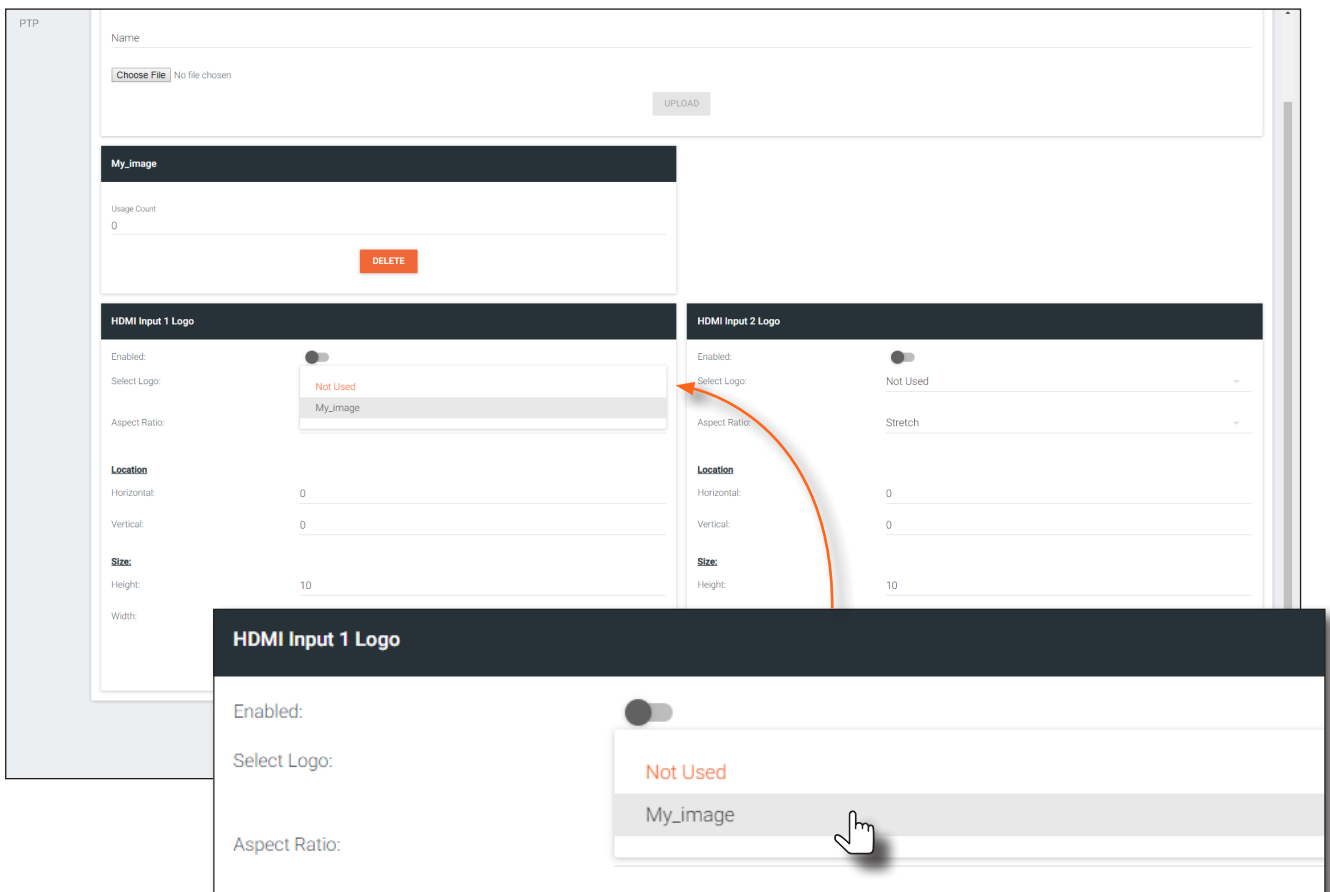 PTP
Name
Choose File No file chosen
UPLOAD
My_image
Usage Count
0
DELETE
HDMI Input 1 Logo
Enabled:
Select Logo:
Not Used
My_image
Aspect Ratio:
Location
Horizontal: 0
Vertical: 0
Size:
Height: 10
Width:
HDMI Input 2 Logo
Enabled:
Select Logo: Not Used
Aspect Ratio: Stretch
Location
Horizontal: 0
Vertical: 0
Size:
Height: 10
HDMI Input 1 Logo
Enabled:
Select Logo:
Not Used
My_image
Aspect Ratio: